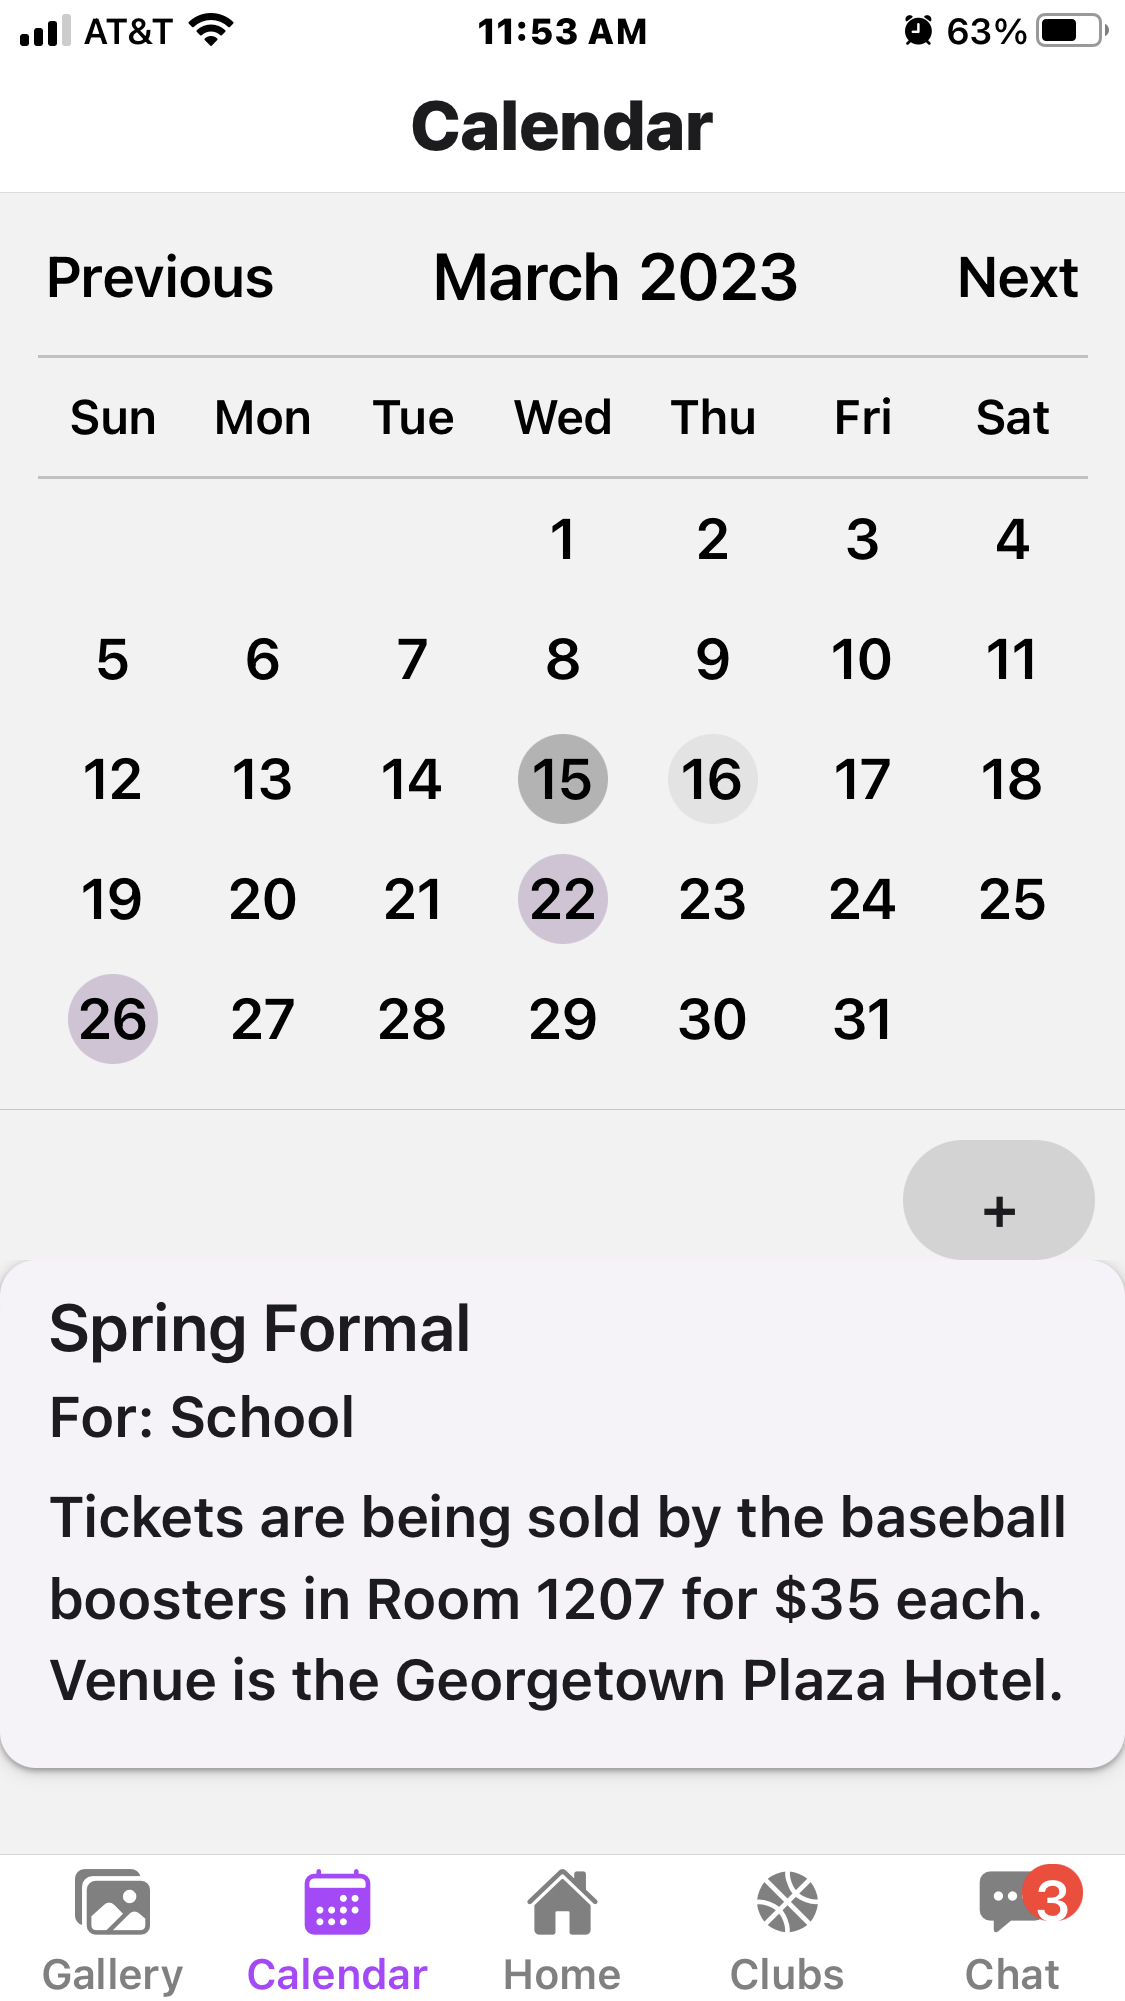 AT&T 11:53 AM 63%
Calendar
Previous March 2023 Next
Sun Mon Tue Wed Thu Fri Sat
1 2 3 4
5 6 7 8 9 10 11
12 13 14 15 16 17 18
19 20 21 22 23 24 25
26 27 28 29 30 31
+
Spring Formal
For: School
Tickets are being sold by the baseball
boosters in Room 1207 for $35 each.
Venue is the Georgetown Plaza Hotel.
3
Gallery Calendar Home Clubs Chat